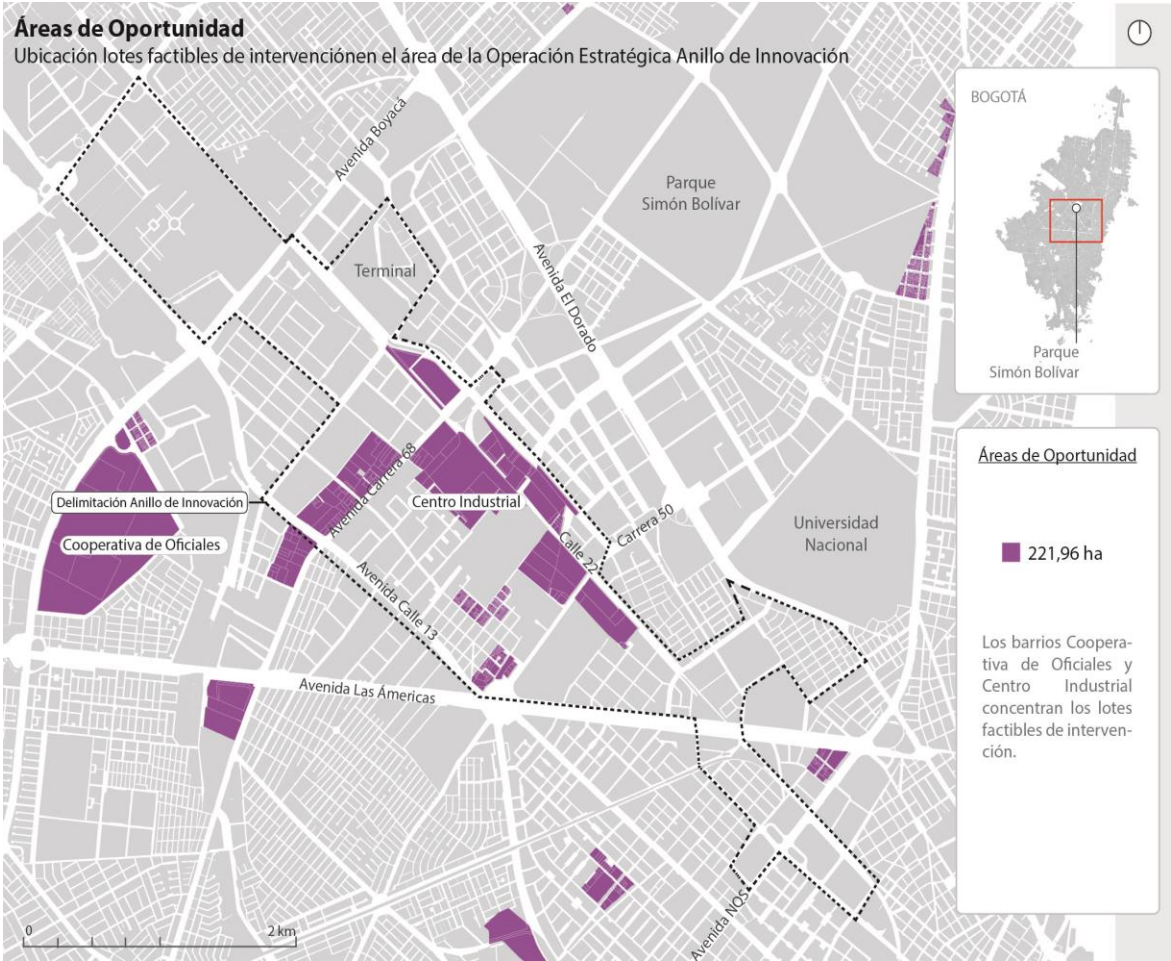 Áreas de Oportunidad
Ubicación lotes factibles de intervenciónen el área de la Operación Estratégica Anillo de Innovación
Avenida Boyacá
Parque
Simón Bolívar
Terminal
Avenida El Dorado
Avenida Carrera 68
Delimitación Anillo de Innovación
Centro Industrial
Cooperativa de Oficiales
Calle 22
Carrera 50
Universidad
Nacional
Avenida Calle 13
Avenida Las Ámericas
Avenida NQS
0
2 km
BOGOTÁ
Parque
Simón Bolívar
Áreas de Oportunidad
221,96 ha
Los barrios Coopera-
tiva de Oficiales y
Centro Industrial
concentran los lotes
factibles de interven-
ción.